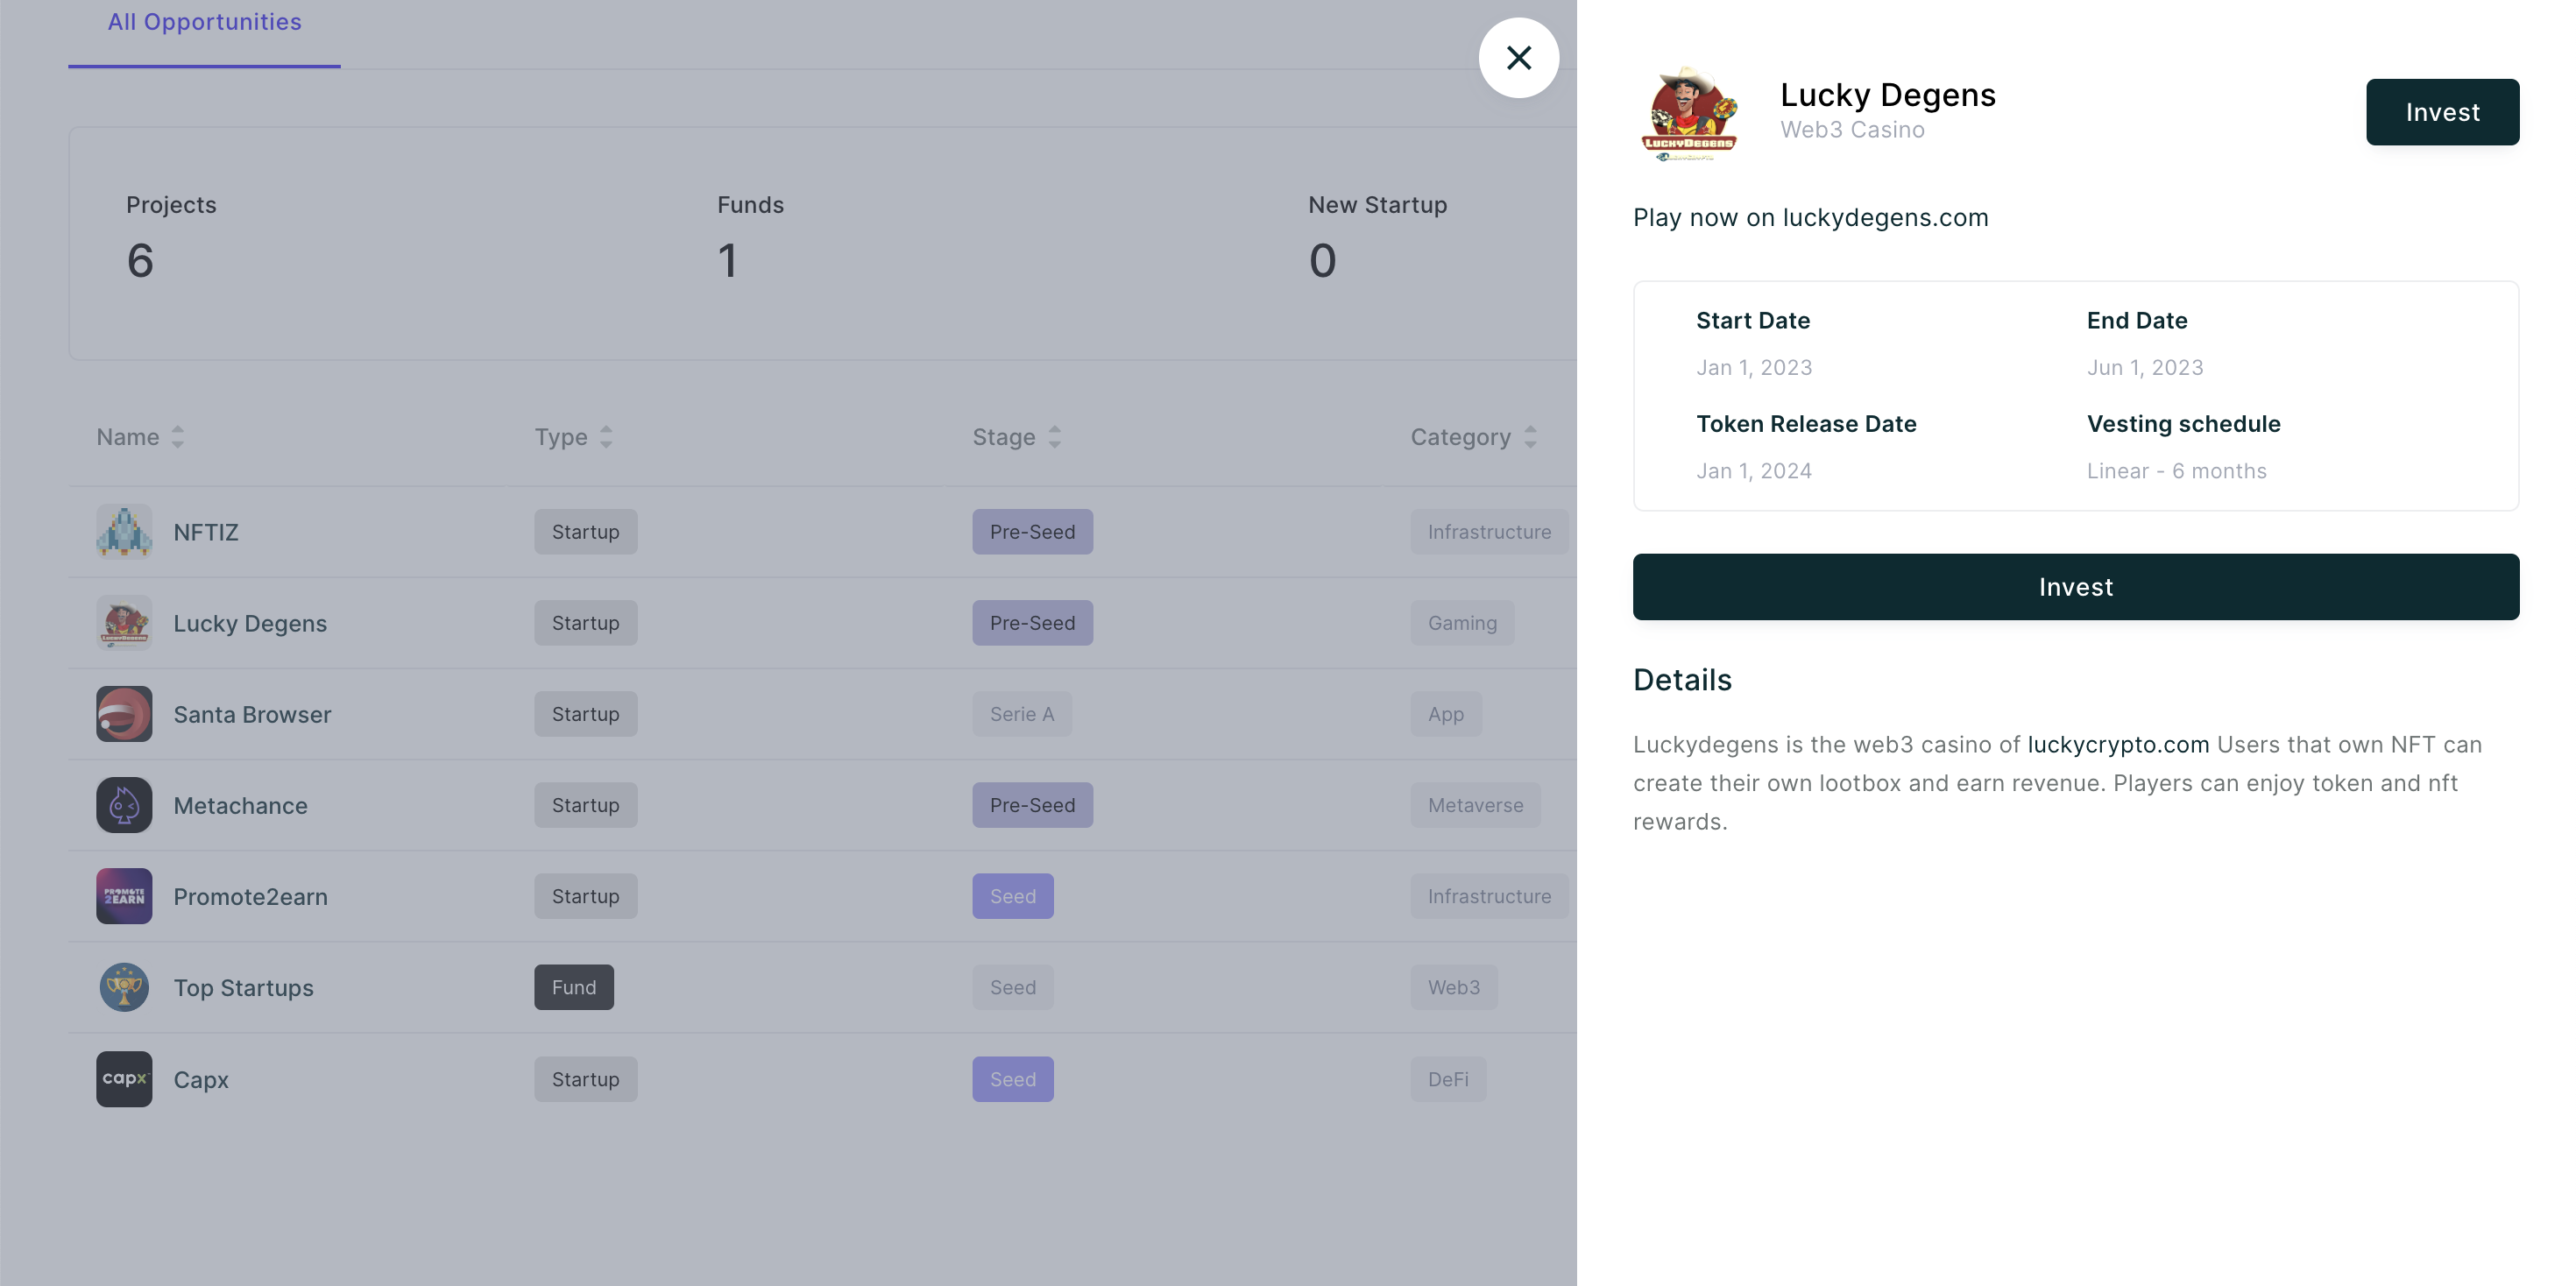 All Opportunities
Projects
6
Funds
1
New Startup
0
Name
Type
Stage
Category
NFTIZ
Startup
Pre-Seed
Infrastructure
Lucky Degens
Startup
Pre-Seed
Gaming
Santa Browser
Startup
Serie A
App
Metachance
Startup
Pre-Seed
Metaverse
PROMOTE
2EARN
Promote2earn
Startup
Seed
Infrastructure
Top Startups
Fund
Seed
Web3
capx
Capx
Startup
Seed
DeFi
LUCKYDEGENS
Lucky Degens
Web3 Casino
Invest
Play now on luckydegens.com
Start Date
End Date
Jan 1, 2023
Jun 1, 2023
Token Release Date
Vesting schedule
Jan 1, 2024
Linear - 6 months
Invest
Details
Luckydegens is the web3 casino of luckycrypto.com Users that own NFT can
create their own lootbox and earn revenue. Players can enjoy token and nft
rewards.